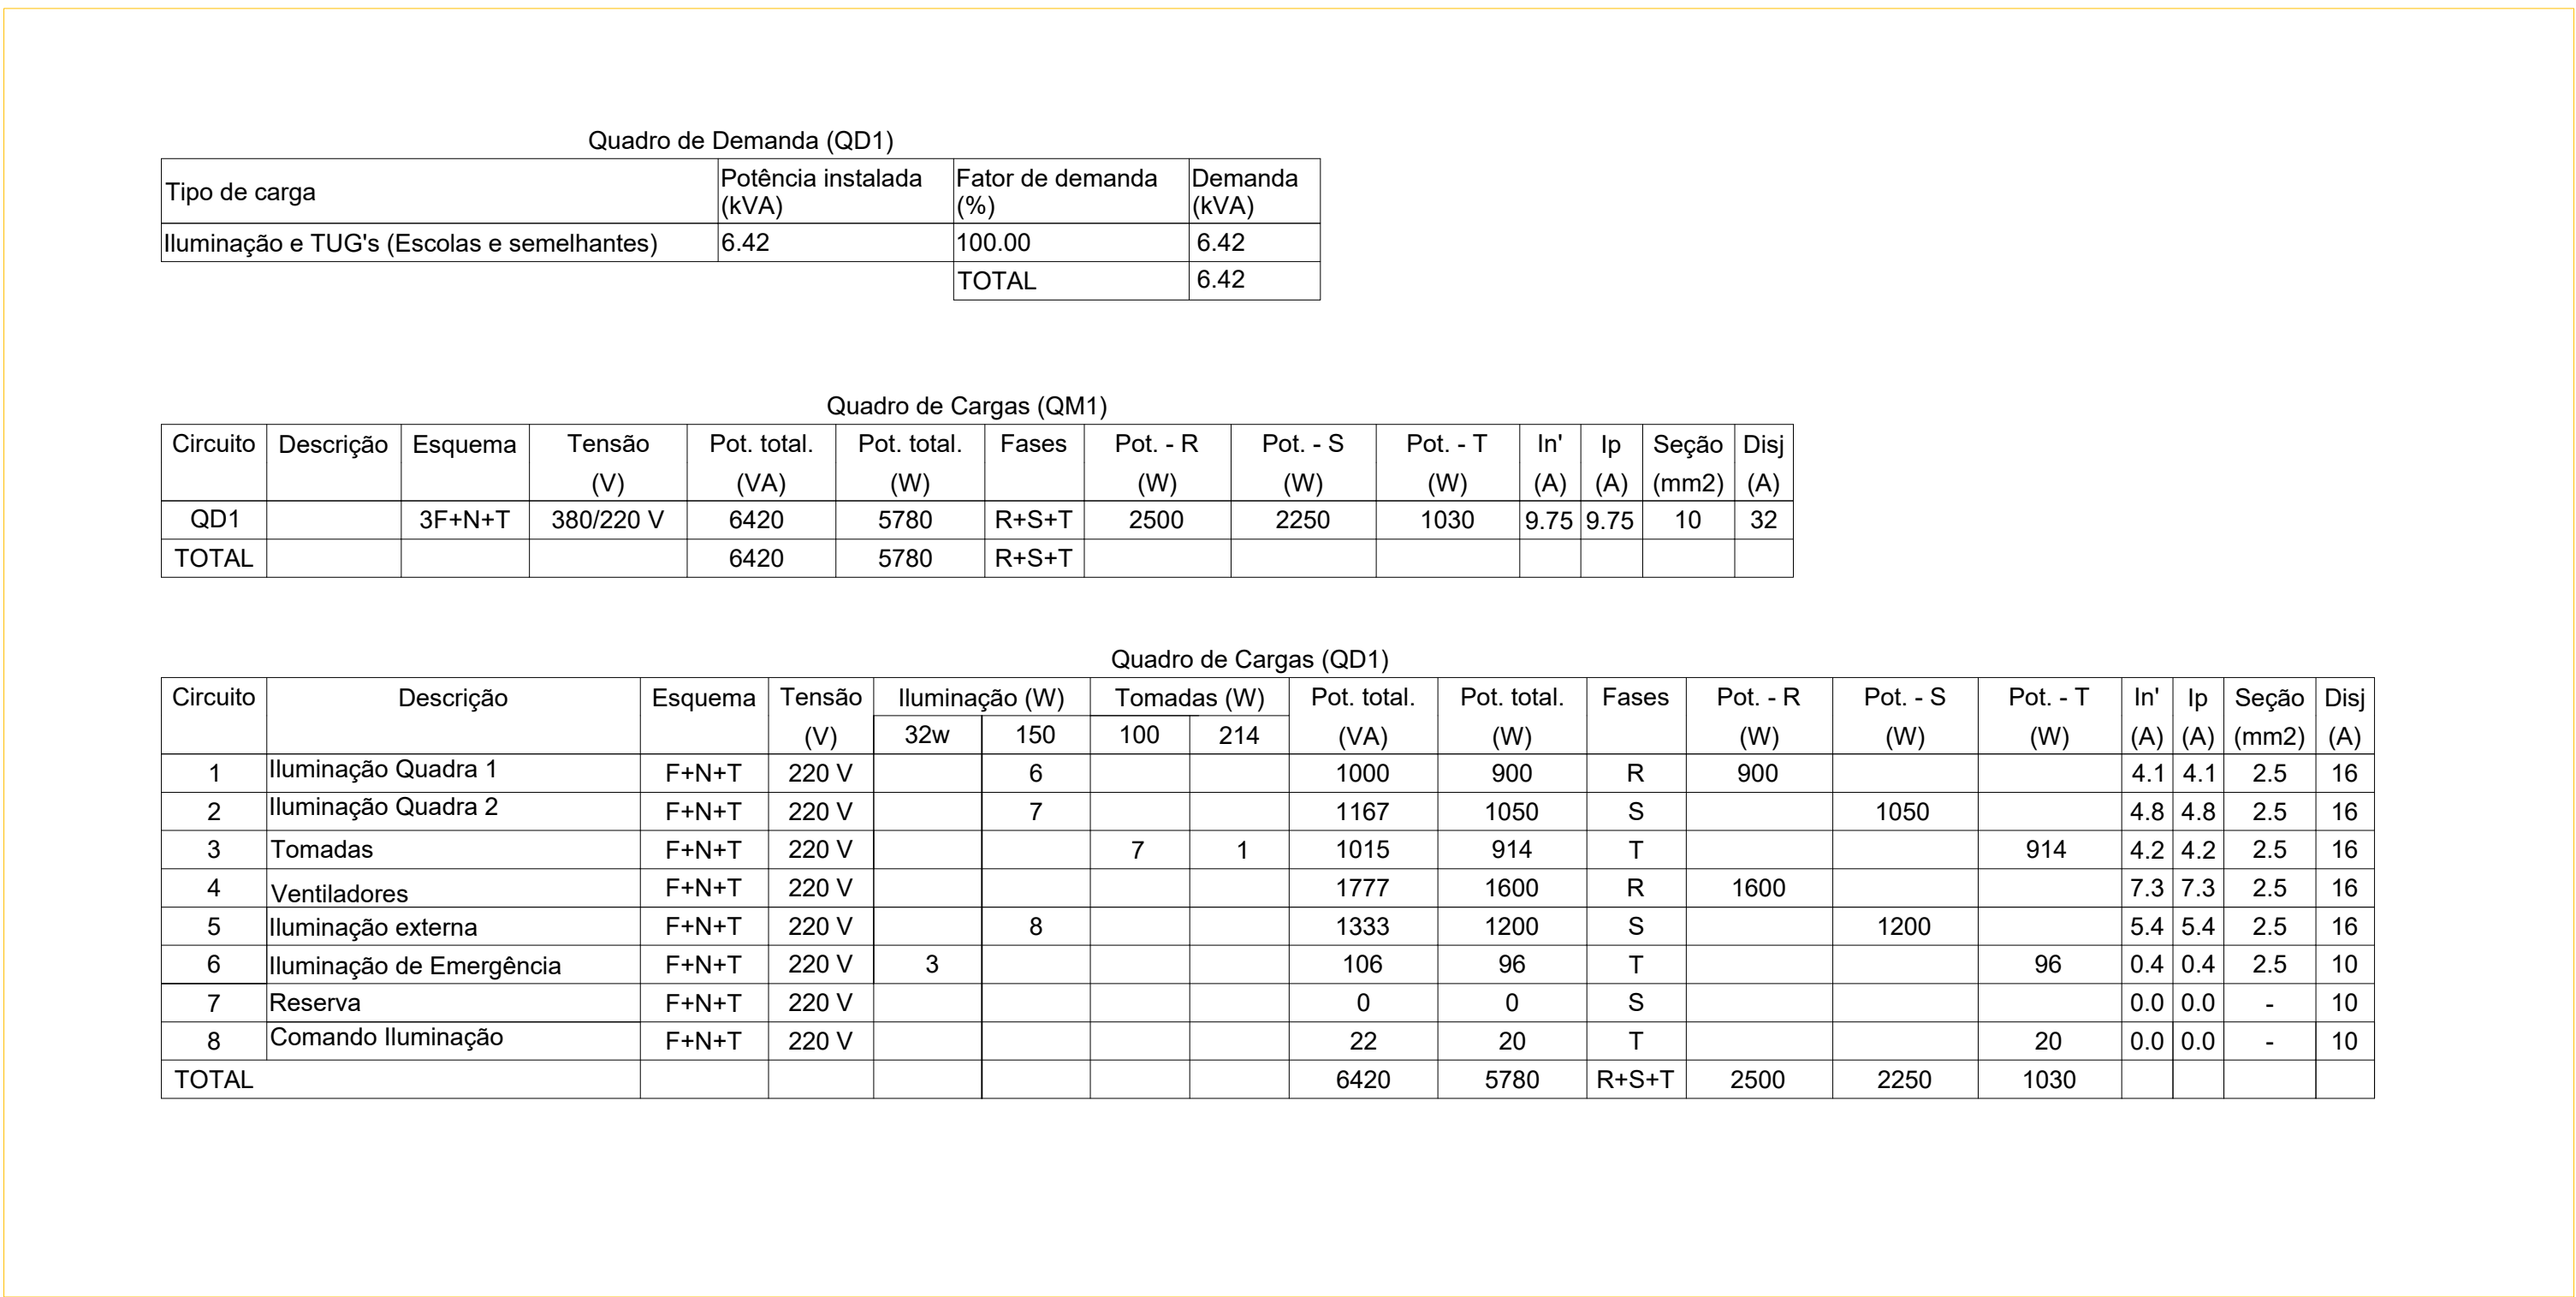 Quadro de Demanda (QD1)
Tipo de carga | Potência instalada (kVA) | Fator de demanda (%) | Demanda (kVA)
Iluminação e TUG's (Escolas e semelhantes) | 6.42 | 100.00 | 6.42
TOTAL | 6.42
Quadro de Cargas (QM1)
Circuito | Descrição | Esquema | Tensão (V) | Pot. total. (VA) | Pot. total. (W) | Fases | Pot. - R (W) | Pot. - S (W) | Pot. - T (W) | In' (A) | Ip (A) | Seção (mm2) | Disj (A)
QD1 | 3F+N+T | 380/220 V | 6420 | 5780 | R+S+T | 2500 | 2250 | 1030 | 9.75 | 9.75 | 10 | 32
TOTAL | 6420 | 5780 | R+S+T
Quadro de Cargas (QD1)
Circuito | Descrição | Esquema | Tensão (V) | Iluminação (W) | Tomadas (W) | Pot. total. (VA) | Pot. total. (W) | Fases | Pot. - R (W) | Pot. - S (W) | Pot. - T (W) | In' (A) | Ip (A) | Seção (mm2) | Disj (A)
32w | 150 | 100 | 214
1 | Iluminação Quadra 1 | F+N+T | 220 V | 6 | 1000 | 900 | R | 900 | 4.1 | 4.1 | 2.5 | 16
2 | Iluminação Quadra 2 | F+N+T | 220 V | 7 | 1167 | 1050 | S | 1050 | 4.8 | 4.8 | 2.5 | 16
3 | Tomadas | F+N+T | 220 V | 7 | 1 | 1015 | 914 | T | 914 | 4.2 | 4.2 | 2.5 | 16
4 | Ventiladores | F+N+T | 220 V | 1777 | 1600 | R | 1600 | 7.3 | 7.3 | 2.5 | 16
5 | Iluminação externa | F+N+T | 220 V | 8 | 1333 | 1200 | S | 1200 | 5.4 | 5.4 | 2.5 | 16
6 | Iluminação de Emergência | F+N+T | 220 V | 3 | 106 | 96 | T | 96 | 0.4 | 0.4 | 2.5 | 10
7 | Reserva | F+N+T | 220 V | 0 | 0 | S | 0.0 | 0.0 | - | 10
8 | Comando Iluminação | F+N+T | 220 V | 22 | 20 | T | 20 | 0.0 | 0.0 | - | 10
TOTAL | 6420 | 5780 | R+S+T | 2500 | 2250 | 1030